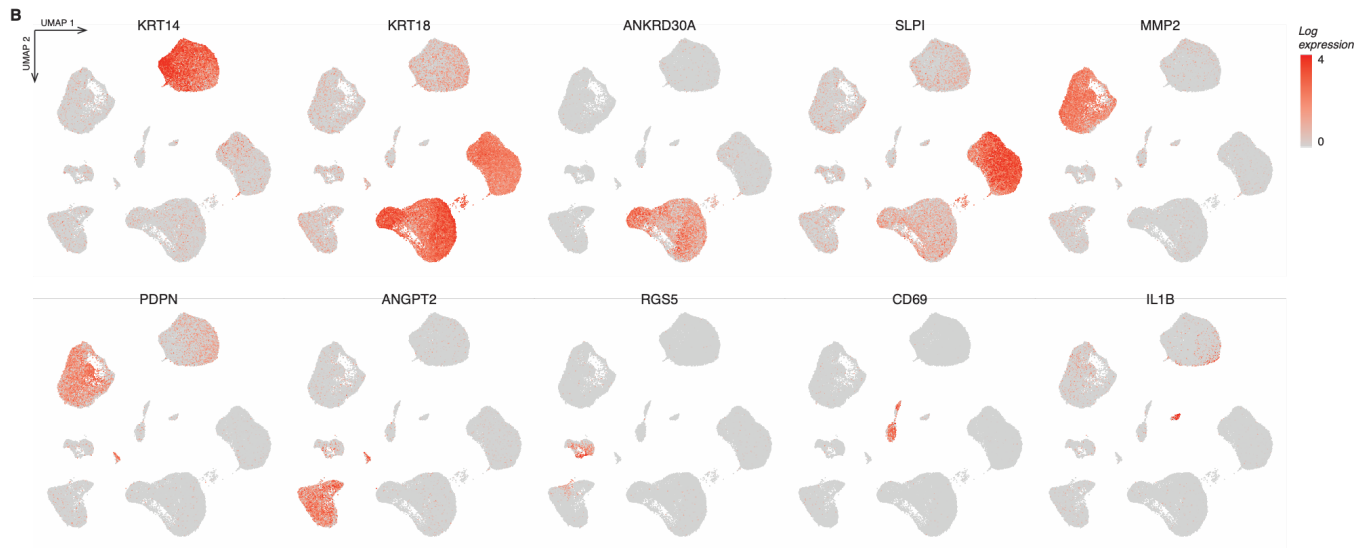 B
UMAP 1
UMAP 2
KRT14
KRT18
ANKRD30A
SLPI
MMP2
Log
expression
4
0
PDPN
ANGPT2
RGS5
CD69
IL1B